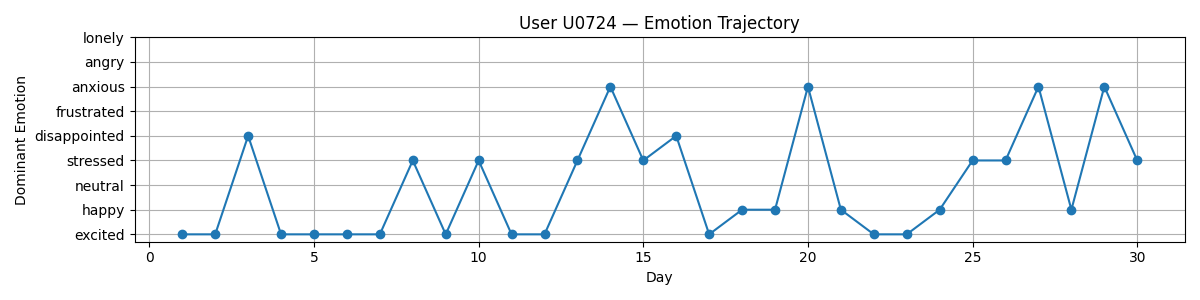 User U0724 — Emotion Trajectory
Dominant Emotion
lonely
angry
anxious
frustrated
disappointed
stressed
neutral
happy
excited
0 5 10 15 20 25 30
Day